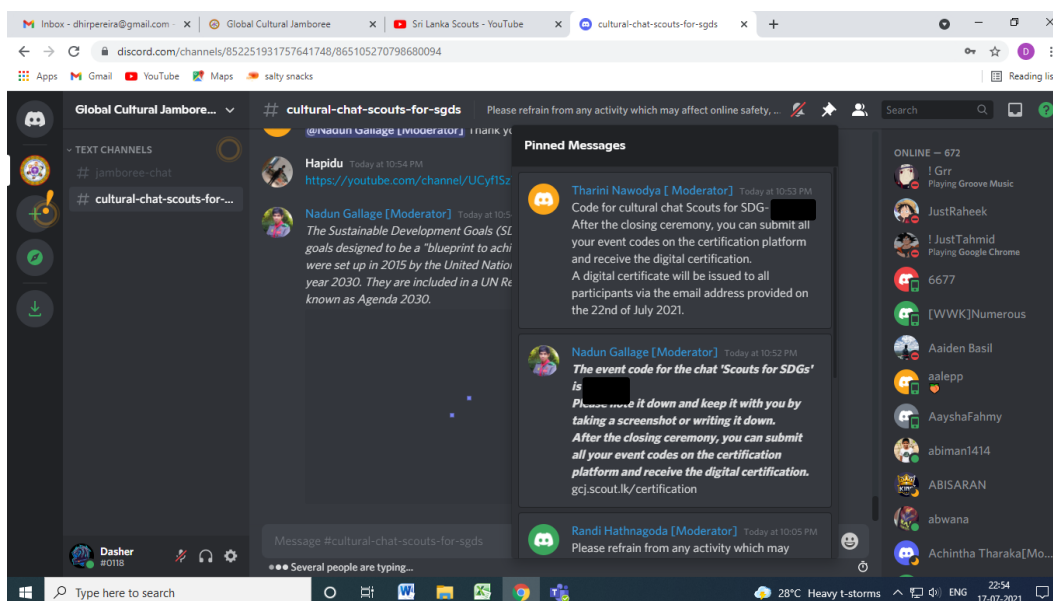 Inbox - dhirpereira@gmail.com -
Global Cultural Jamboree
Sri Lanka Scouts - YouTube
cultural-chat-scouts-for-sgds
discord.com/channels/852251931757641748/865105270798680094
D
Apps
Gmail
YouTube
Maps
salty snacks
Reading lis
Global Cultural Jamboree...
# cultural-chat-scouts-for-sgds
Please refrain from any activity which may affect online safety, ...
Search
TEXT CHANNELS
# jamboree-chat
# cultural-chat-scouts-for-...
@Nadun Gallage [Moderator] Thank yo
Hapidu Today at 10:54 PM
https://youtube.com/channel/UCyf1Sz
Nadun Gallage [Moderator] Today at 10:5
The Sustainable Development Goals (SD
goals designed to be a "blueprint to achi
were set up in 2015 by the United Natio
year 2030. They are included in a UN Re
known as Agenda 2030.
Message #cultural-chat-scouts-for-sgds
Several people are typing...
Dasher
#0118
Pinned Messages
Tharini Nawodya [ Moderator] Today at 10:53 PM
Code for cultural chat Scouts for SDG-
After the closing ceremony, you can submit all
your event codes on the certification platform
and receive the digital certification.
A digital certificate will be issued to all
participants via the email address provided on
the 22nd of July 2021.
Nadun Gallage [Moderator] Today at 10:52 PM
The event code for the chat 'Scouts for SDGs'
is
Please note it down and keep it with you by
taking a screenshot or writing it down.
After the closing ceremony, you can submit
all your event codes on the certification
platform and receive the digital certification.
gcj.scout.lk/certification
Randi Hathnagoda [Moderator] Today at 10:05 PM
Please refrain from any activity which may
ONLINE — 672
! Grr
Playing Groove Music
JustRaheek
! JustTahmid
Playing Google Chrome
6677
[WWK]Numerous
Aaiden Basil
aalepp
AayshaFahmy
abiman1414
ABISARAN
abwana
Achintha Tharaka[Mo...
Type here to search
28°C Heavy t-storms
ENG
22:54
17-07-2021